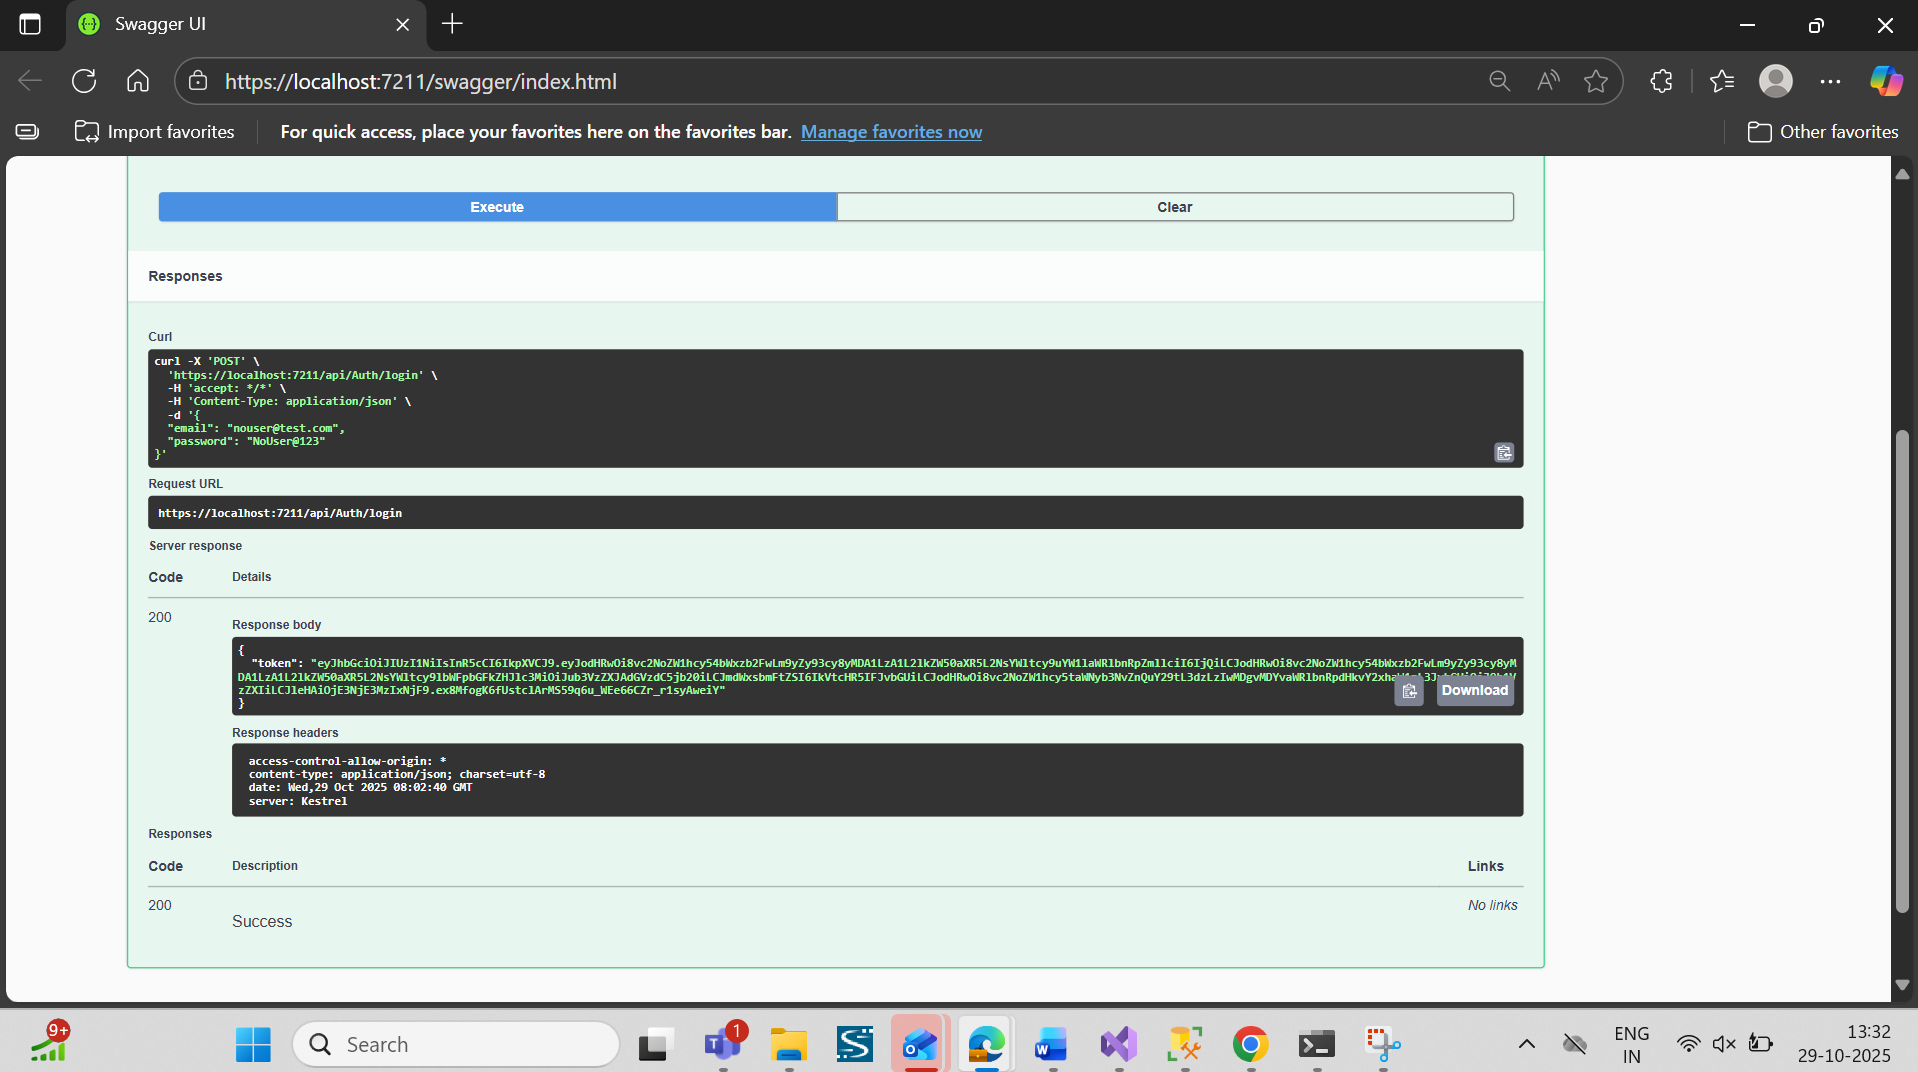 Swagger UI
https://localhost:7211/swagger/index.html
Import favorites
For quick access, place your favorites here on the favorites bar. Manage favorites now
Other favorites
Execute
Clear
Responses
Curl
curl -X 'POST' \
'https://localhost:7211/api/Auth/login' \
-H 'accept: */*' \
-H 'Content-Type: application/json' \
-d '{
"email": "nouser@test.com",
"password": "NoUser@123"
}'
Request URL
https://localhost:7211/api/Auth/login
Server response
Code
Details
200
Response body
{
"token":
}
Download
Response headers
access-control-allow-origin: *
content-type: application/json; charset=utf-8
date: Wed,29 Oct 2025 08:02:40 GMT
server: Kestrel
Responses
Code
Description
Links
200
Success
No links
9+
Search
1
ENG
IN
13:32
29-10-2025